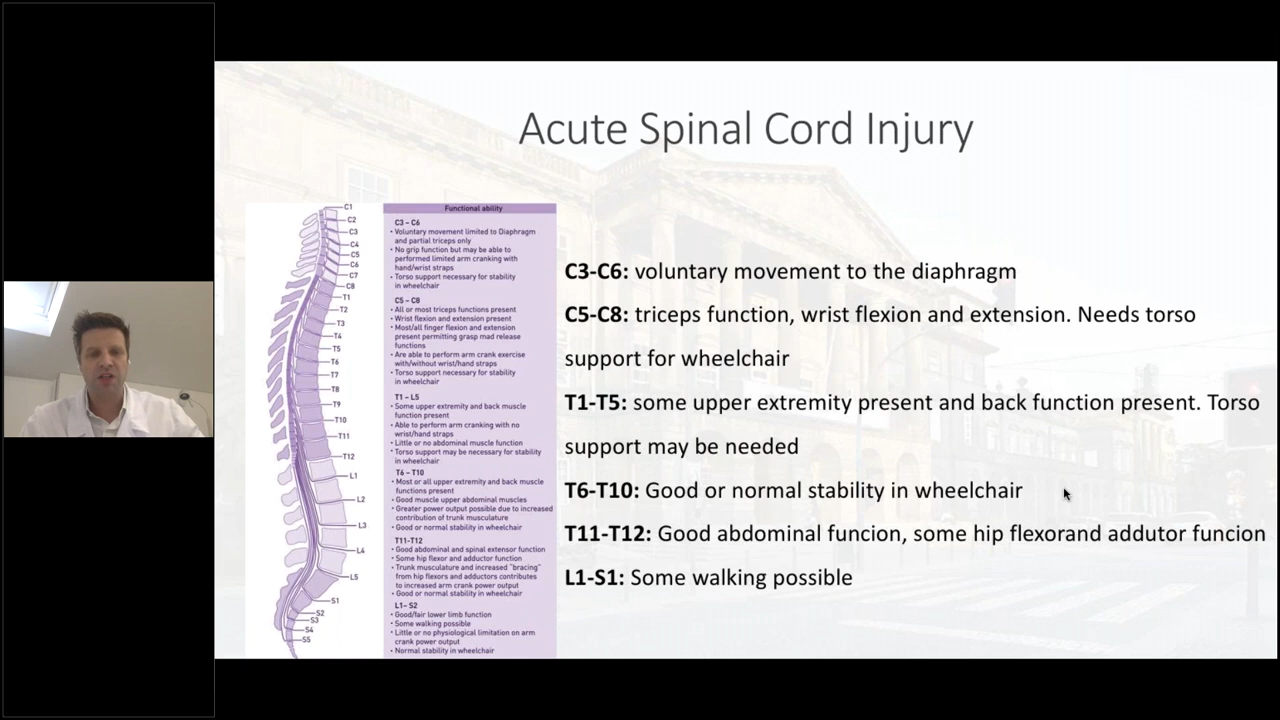 Acute Spinal Cord Injury
C1
C2
C3
C4
C5
C6
C7
C8
T1
T2
T3
T4
T5
T6
T7
T8
T9
T10
T11
T12
L1
L2
L3
L4
L5
S1
S2
S3
S4
S5
Functional ability
C3 – C6
• Voluntary movement limited to Diaphragm
and partial triceps only
• No grip function but may be able to
performed limited arm cranking with
hand/wrist straps
• Torso support necessary for stability
in wheelchair
C5 – C8
• All or most triceps functions present
• Wrist flexion and extension present
• Most/all finger flexion and extension
present permitting grasp mad release
functions
• Are able to perform arm crank exercise
with/without wrist/hand straps
• Torso support necessary for stability
in wheelchair
T1 – L5
• Some upper extremity and back muscle
function present
• Able to perform arm cranking with no
wrist/hand straps
• Little or no abdominal muscle function
• Torso support may be necessary for stability
in wheelchair
T6 – T10
• Most or all upper extremity and back muscle
functions present
• Good muscle upper abdominal muscles
• Greater power output possible due to increased
contribution of trunk musculature
• Good or normal stability in wheelchair
T11-T12
• Good abdominal and spinal extensor function
• Some hip flexor and adductor function
• Trunk musculature and increased "bracing"
from hip flexors and adductors contributes
to increased arm crank power output
• Good or normal stability in wheelchair
L1– S2
• Good/fair lower limb function
• Some walking possible
• Little or no physiological limitation on arm
crank power output
• Normal stability in wheelchair
C3-C6: voluntary movement to the diaphragm
C5-C8: triceps function, wrist flexion and extension. Needs torso
support for wheelchair
T1-T5: some upper extremity present and back function present. Torso
support may be needed
T6-T10: Good or normal stability in wheelchair
T11-T12: Good abdominal funcion, some hip flexorand addutor funcion
L1-S1: Some walking possible